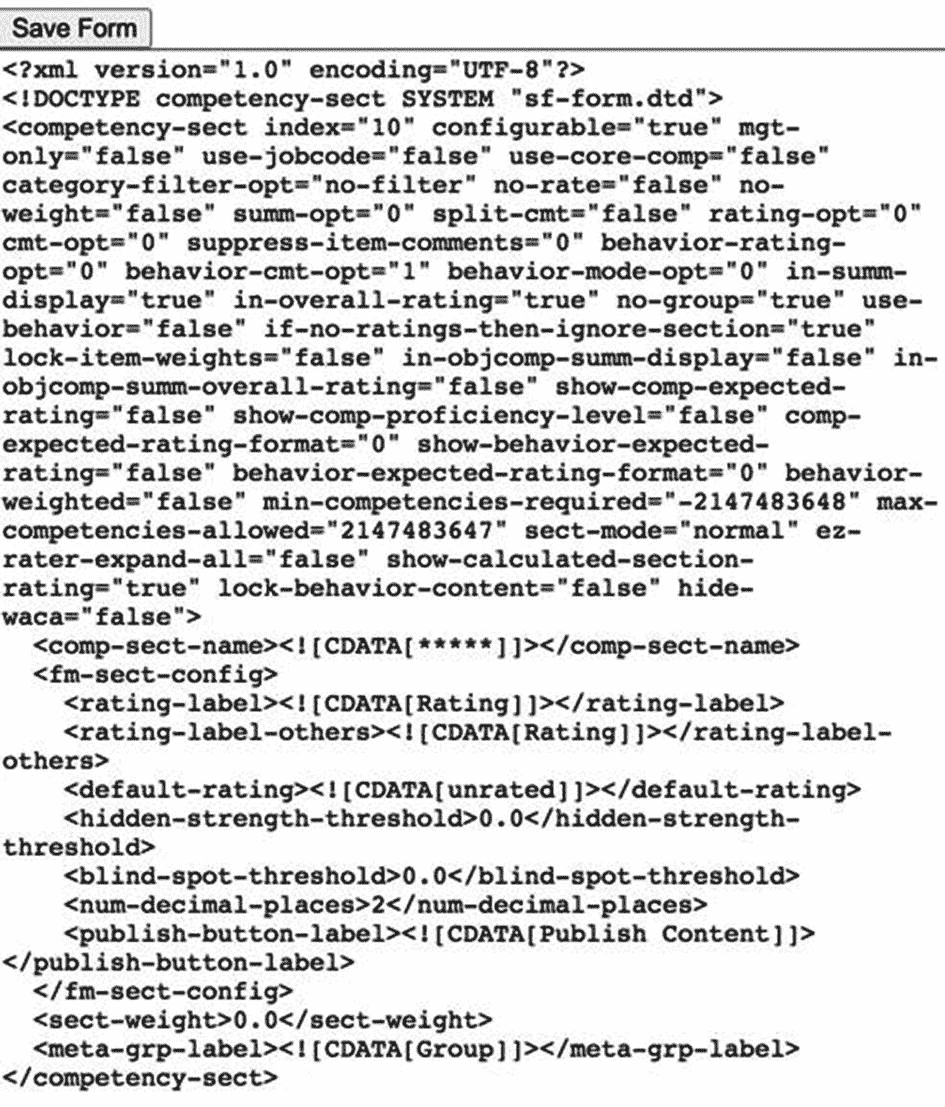 Save Form
<?xml version="1.0" encoding="UTF-8"?>
<!DOCTYPE competency-sect SYSTEM "sf-form.dtd">
<competency-sect index="10" configurable="true" mgt-
only="false" use-jobcode="false" use-core-comp="false"
category-filter-opt="no-filter" no-rate="false" no-
weight="false" summ-opt="0" split-cmt="false" rating-opt="0"
cmt-opt="0" suppress-item-comments="0" behavior-rating-
opt="0" behavior-cmt-opt="1" behavior-mode-opt="0" in-summ-
display="true" in-overall-rating="true" no-group="true" use-
behavior="false" if-no-ratings-then-ignore-section="true"
lock-item-weights="false" in-objcomp-summ-display="false" in-
objcomp-summ-overall-rating="false" show-comp-expected-
rating="false" show-comp-proficiency-level="false" comp-
expected-rating-format="0" show-behavior-expected-
rating="false" behavior-expected-rating-format="0" behavior-
weighted="false" min-competencies-required="-2147483648" max-
competencies-allowed="2147483647" sect-mode="normal" ez-
rater-expand-all="false" show-calculated-section-
rating="true" lock-behavior-content="false" hide-
waca="false">
  <comp-sect-name><![CDATA[*****]]></comp-sect-name>
  <fm-sect-config>
    <rating-label><![CDATA[Rating]]></rating-label>
    <rating-label-others><![CDATA[Rating]]></rating-label-
others>
    <default-rating><![CDATA[unrated]]></default-rating>
    <hidden-strength-threshold>0.0</hidden-strength-
threshold>
    <blind-spot-threshold>0.0</blind-spot-threshold>
    <num-decimal-places>2</num-decimal-places>
    <publish-button-label><![CDATA[Publish Content]]>
</publish-button-label>
  </fm-sect-config>
  <sect-weight>0.0</sect-weight>
  <meta-grp-label><![CDATA[Group]]></meta-grp-label>
</competency-sect>